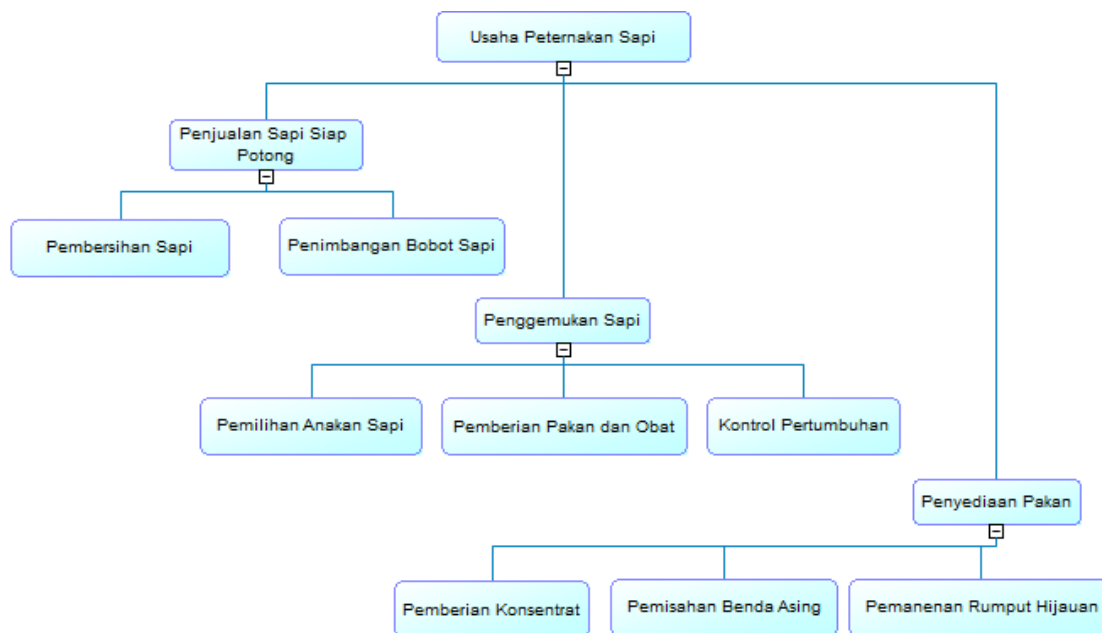 Usaha Peternakan Sapi
Penjualan Sapi Siap
Potong
Pembersihan Sapi
Penimbangan Bobot Sapi
Penggemukan Sapi
Pemilihan Anakan Sapi
Pemberian Pakan dan Obat
Kontrol Pertumbuhan
Penyediaan Pakan
Pemberian Konsentrat
Pemisahan Benda Asing
Pemanenan Rumput Hijauan